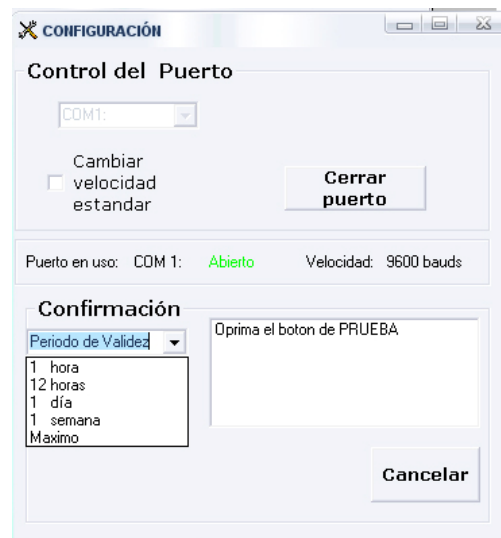 CONFIGURACIÓN
Control del Puerto
COM1:
Cambiar
velocidad
estandar
Cerrar
puerto
Puerto en uso: COM 1: Abierto Velocidad: 9600 bauds
Confirmación
Periodo de Validez
Oprima el boton de PRUEBA
1 hora
12 horas
1 día
1 semana
Maximo
Cancelar